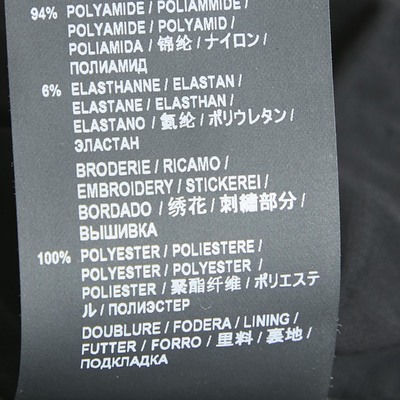 94% POLYAMIDE / POLIAMMIDE /
POLYAMIDE / POLYAMID /
POLIAMIDA / 锦纶 / ナイロン /
ПОЛИАМИД
6% ELASTHANNE / ELASTAN /
ELASTANE / ELASTHAN /
ELASTANO / 氨纶 / ポリウレタン /
ЭЛАСТАН
BRODERIE / RICAMO /
EMBROIDERY / STICKEREI /
BORDADO / 绣花 / 刺繍部分 /
ВЫШИВКА
100% POLYESTER / POLIESTERE /
POLYESTER / POLYESTER /
POLIESTER / 聚酯纤维 / ポリエステ
ル / ПОЛИЭСТЕР
DOUBLURE / FODERA / LINING /
FUTTER / FORRO / 里料 / 裏地 /
ПОДКЛАДКА